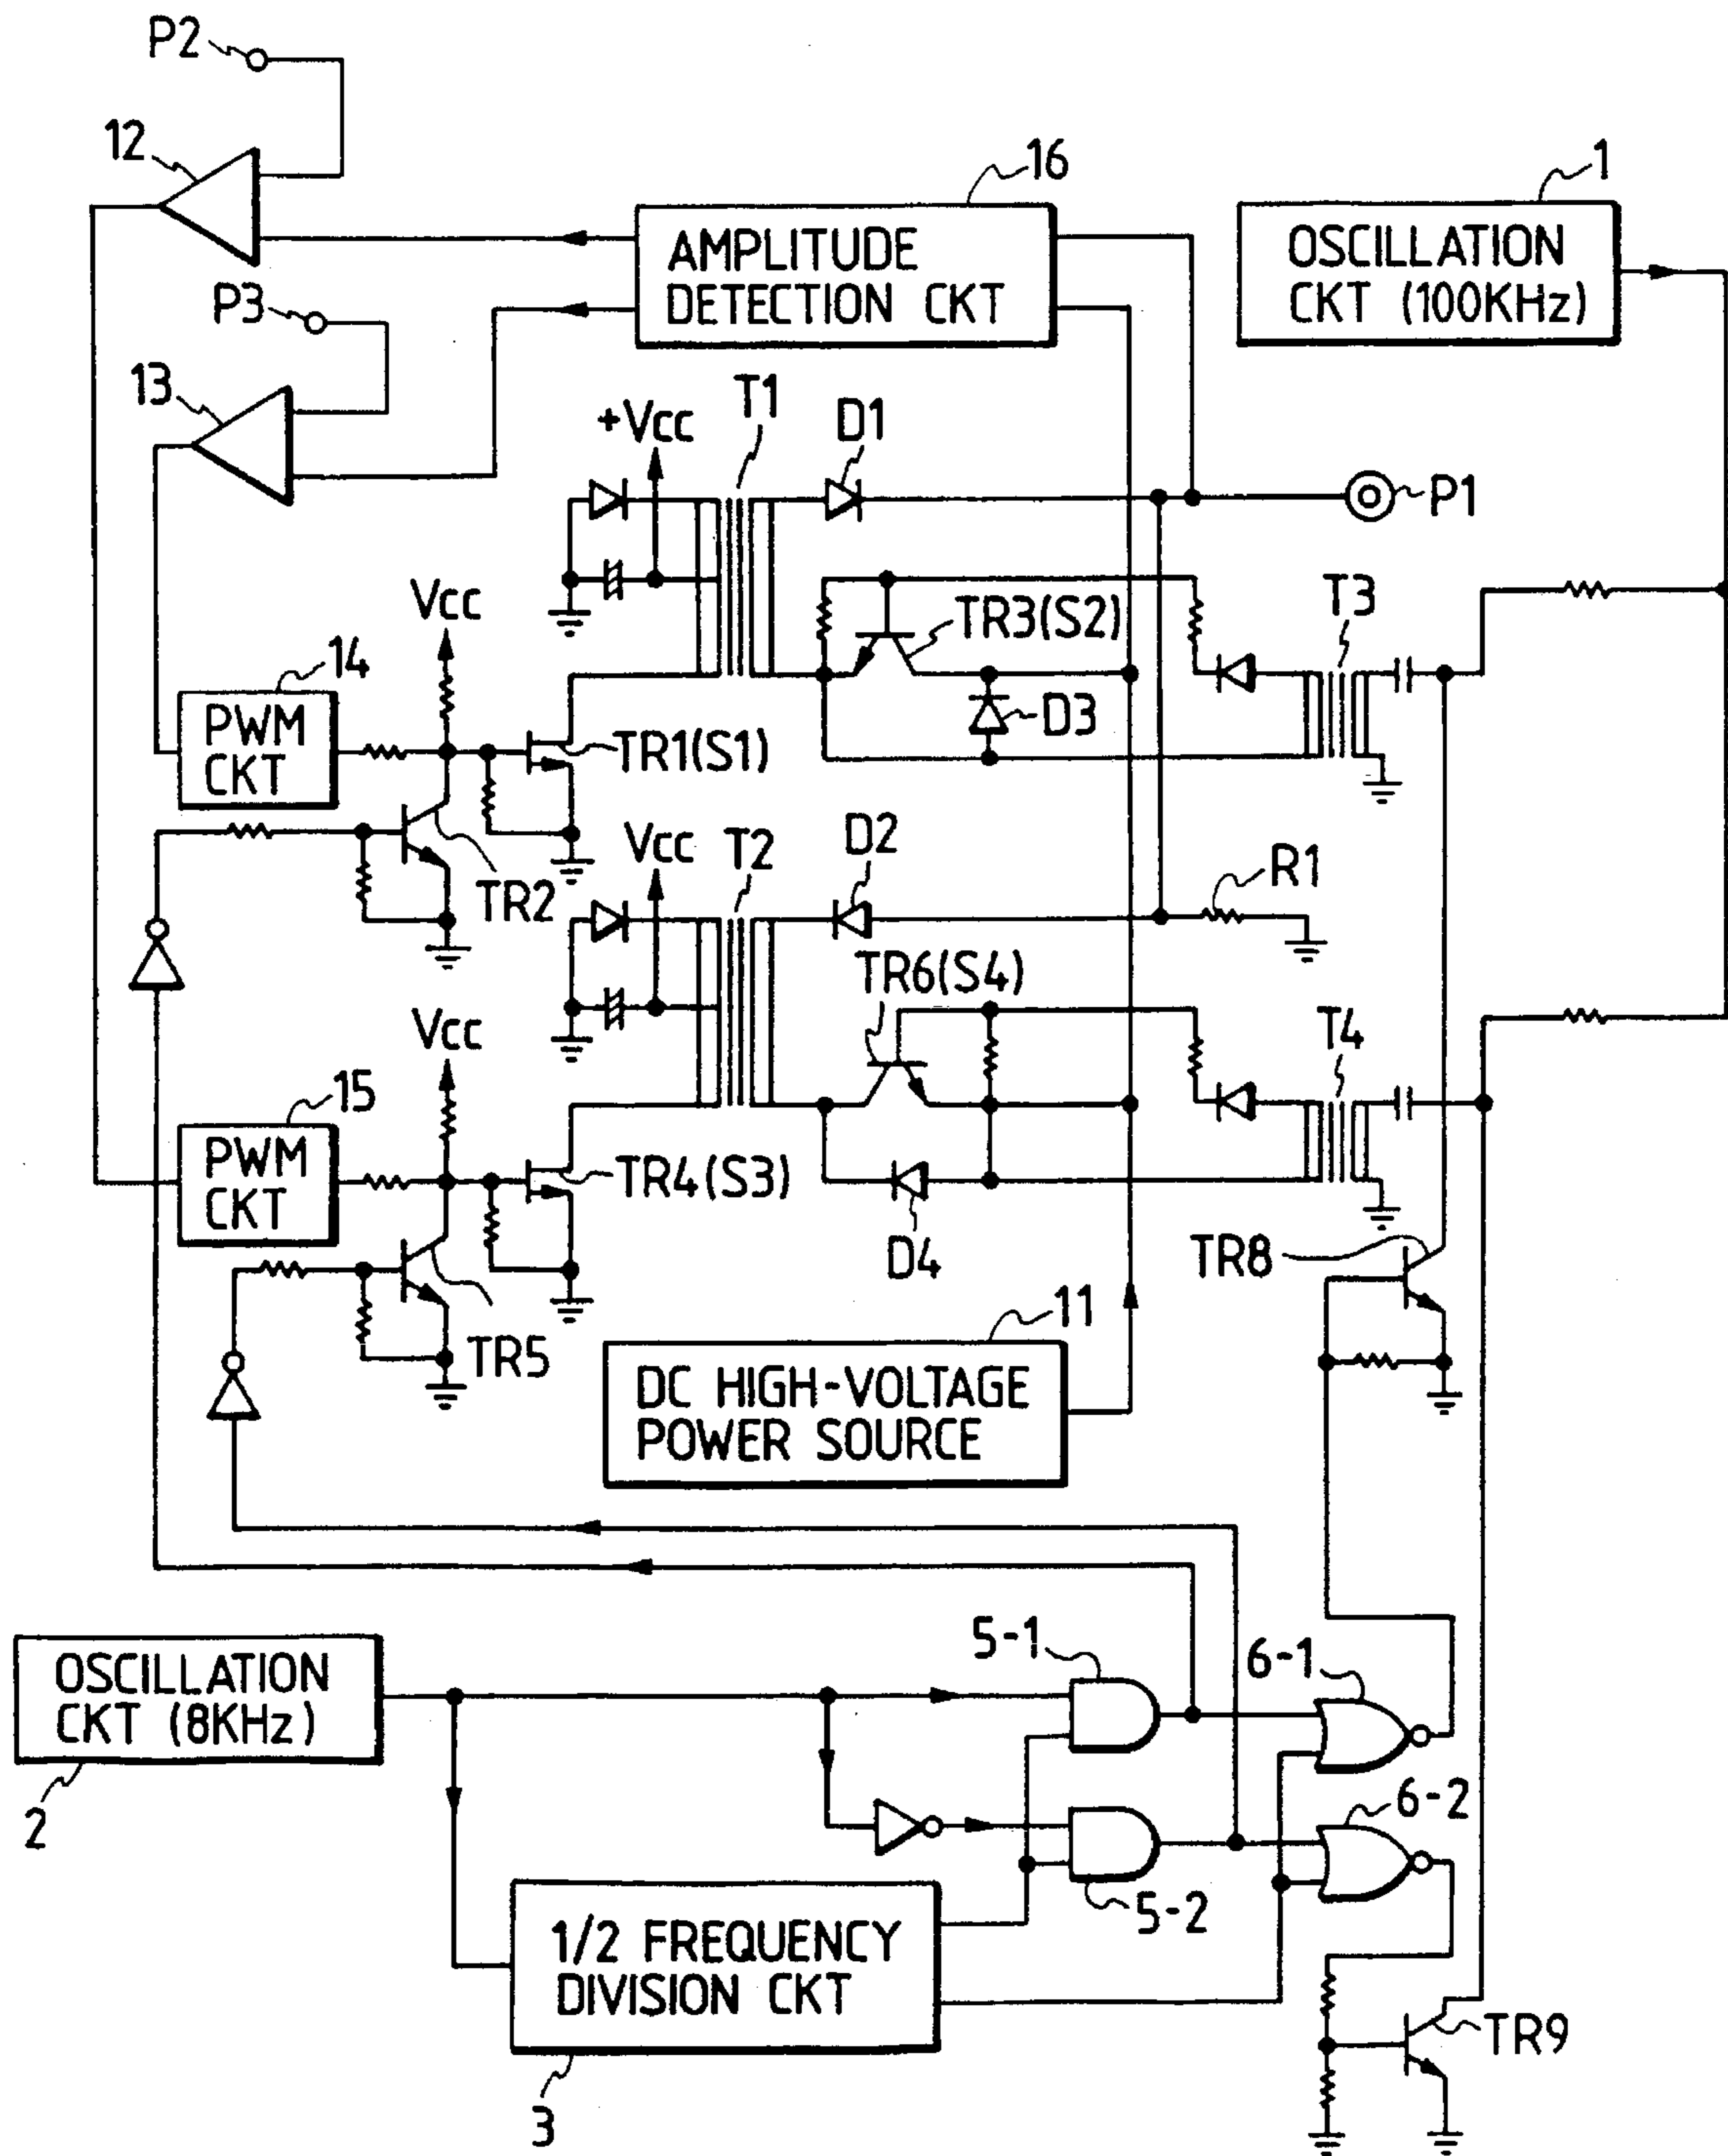 P2
12
16
1
AMPLITUDE
DETECTION CKT
OSCILLATION
CKT (100KHz)
P3
13
T1
+Vcc
D1
P1
Vcc
TR3(S2)
T3
14
PWM
CKT
TR1(S1)
D3
Vcc
T2
D2
R1
TR2
TR6(S4)
Vcc
T4
15
PWM
CKT
TR4(S3)
D4
TR8
11
TR5
DC HIGH-VOLTAGE
POWER SOURCE
5-1
6-1
OSCILLATION
CKT (8KHz)
2
6-2
5-2
1/2 FREQUENCY
DIVISION CKT
TR9
3